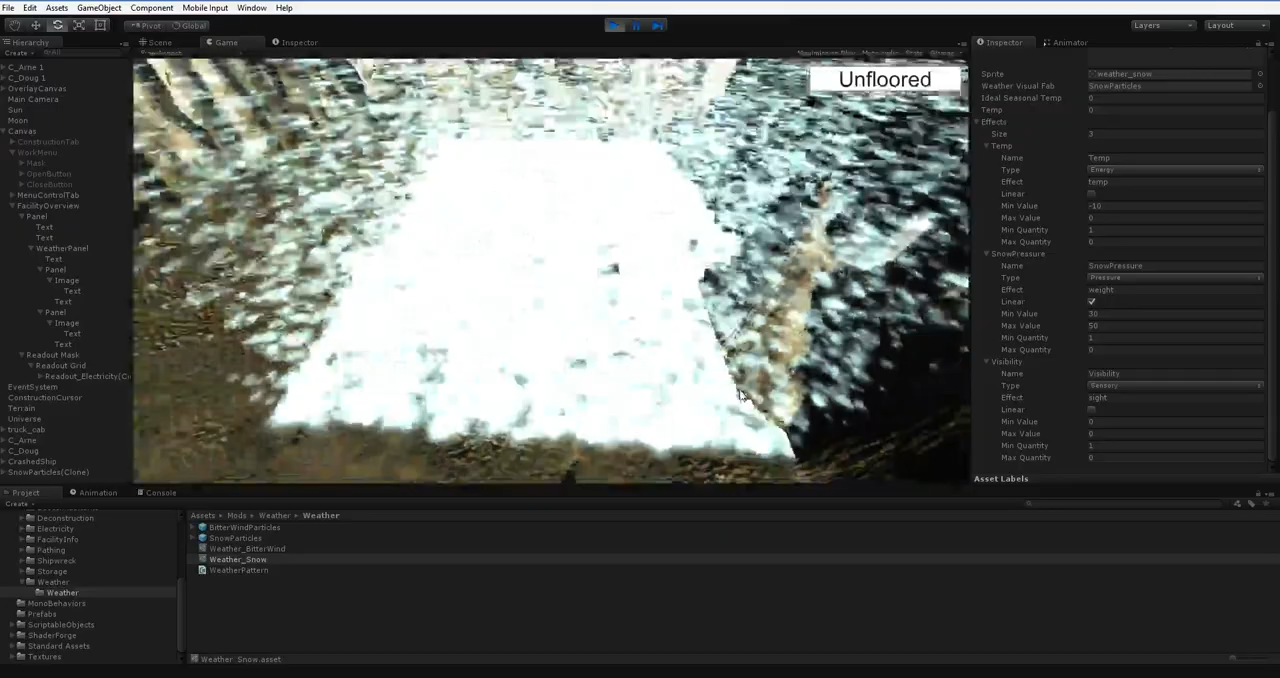 File Edit Assets GameObject Component Mobile Input Window Help
Pivot Global Layers Layout
Hierarchy Scene Game Inspector Inspector Animator
Create
C_Arne 1
C_Doug 1
OverlayCanvas
Main Camera
Sun
Moon
Canvas
ConstructionTab
WorkMenu
Mask
OpenButton
CloseButton
MenuControlTab
FacilityOverview
Panel
Text
Text
WeatherPanel
Text
Panel
Image
Text
Text
Panel
Image
Text
Text
Readout Mask
Readout Grid
Readout_Electricity(C
EventSystem
ConstructionCursor
Terrain
Universe
truck_cab
C_Arne
C_Doug
CrashedShip
SnowParticles(Clone)
Unfloored
Sprite weather_snow
Weather Visual Fab SnowParticles
Ideal Seasonal Temp 0
Temp 0
Effects
Size 3
Temp
Name Temp
Type Energy
Effect temp
Linear
Min Value -10
Max Value 0
Min Quantity 1
Max Quantity 0
SnowPressure
Name SnowPressure
Type Pressure
Effect weight
Linear
Min Value 30
Max Value 50
Min Quantity 1
Max Quantity 0
Visibility
Name Visibility
Type Sensory
Effect sight
Linear
Min Value 0
Max Value 0
Min Quantity 1
Max Quantity 0
Asset Labels
Project Animation Console
Create
Deconstruction
Electricity
FacilityInfo
Pathing
Shipwreck
Storage
Weather
Weather
MonoBehaviors
Prefabs
ScriptableObjects
ShaderForge
Standard Assets
Textures
Assets Mods Weather Weather
BitterWindParticles
SnowParticles
Weather_BitterWind
Weather_Snow
WeatherPattern
Weather_Snow.asset